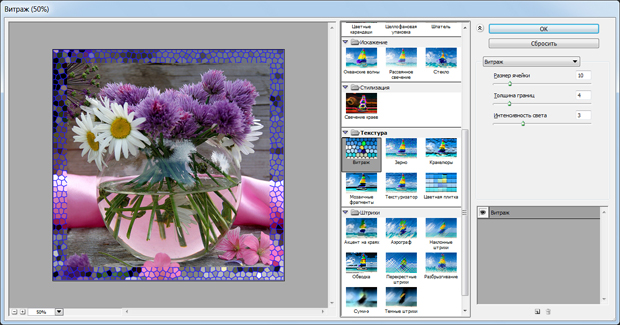 Витраж (50%)
50%
Цветные карандаши
Целлофановая упаковка
Шпатель
Искажение
Океанские волны
Рассеянное свечение
Стекло
Стилизация
Свечение краев
Текстура
Витраж
Зерно
Кракелюры
Мозаичные фрагменты
Текстуризатор
Цветная плитка
Штрихи
Акцент на краях
Аэрограф
Наклонные штрихи
Обводка
Перекрестные штрихи
Разбрызгивание
Суми-э
Темные штрихи
ОК
Сбросить
Витраж
Размер ячейки 10
Толщина границ 4
Интенсивность света 3
Витраж